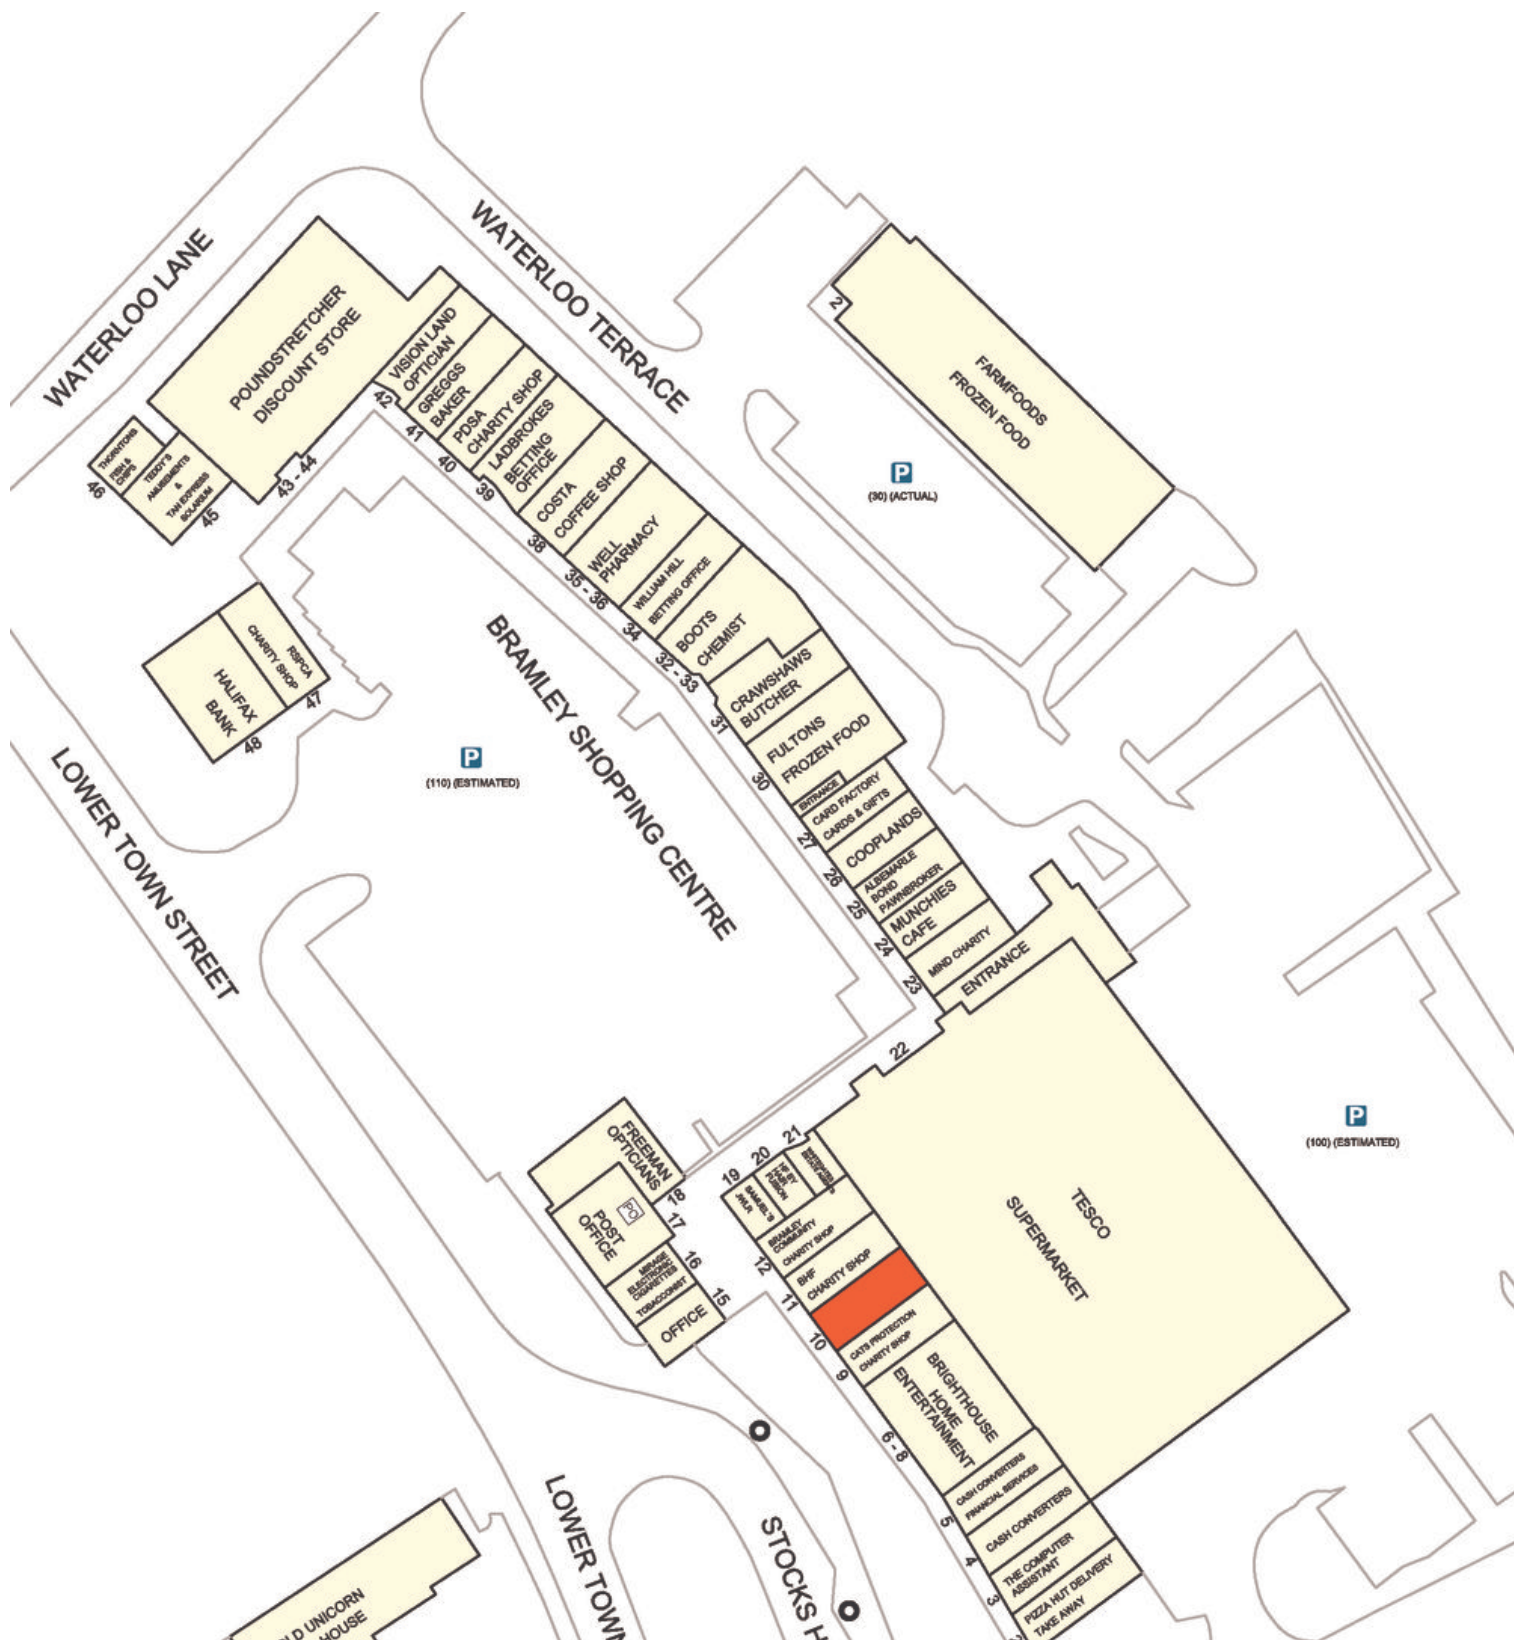 WATERLOO LANE
WATERLOO TERRACE
POUNDSTRETCHER
DISCOUNT STORE
43 - 44
THORNTONS
FISH &
CHIPS
46
TEDDY'S
AMUSEMENTS
&
TAN EXPRESS
SOLARIUM
45
VISION LAND
OPTICIAN
42
GREGGS
BAKER
41
PDSA
CHARITY SHOP
40
LADBROKES
BETTING
OFFICE
39
COSTA
COFFEE SHOP
38
WELL
PHARMACY
35 - 36
WILLIAM HILL
BETTING OFFICE
34
BOOTS
CHEMIST
32 - 33
CRAWSHAWS
BUTCHER
31
FULTONS
FROZEN FOOD
30
ENTRANCE
CARD FACTORY
CARDS & GIFTS
27
COOPLANDS
26
ALBEMARLE
BOND
PAWNBROKER
25
MUNCHIES
CAFE
24
MIND CHARITY
23
ENTRANCE
22
2
FARMFOODS
FROZEN FOOD
P
(30) (ACTUAL)
RSPCA
CHARITY SHOP
47
HALIFAX
BANK
48
P
(110) (ESTIMATED)
BRAMLEY SHOPPING CENTRE
LOWER TOWN STREET
P
(100) (ESTIMATED)
TESCO
SUPERMARKET
FREEMAN
OPTICIANS
18
PO
POST
OFFICE
17
MIRAGE
ELECTRONIC
CIGARETTES
TOBACCONIST
16
OFFICE
15
21
20
HF BY
HAIR
FUSION
19
SAMUEL'S
JWLR
BRAMLEY
COMMUNITY
CHARITY SHOP
12
BHF
CHARITY SHOP
11
10
CATS PROTECTION
CHARITY SHOP
9
BRIGHTHOUSE
HOME
ENTERTAINMENT
6 - 8
CASH CONVERTERS
FINANCIAL SERVICES
5
CASH CONVERTERS
4
THE COMPUTER
ASSISTANT
3
PIZZA HUT DELIVERY
TAKE AWAY
LOWER TOWN
STOCKS H
LD UNICORN
HOUSE